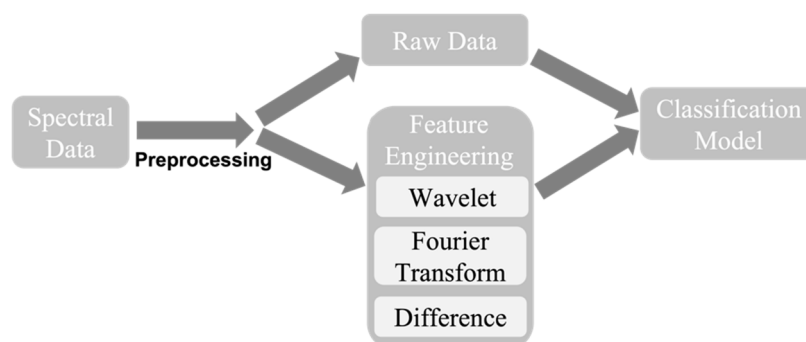 Spectral
Data
Preprocessing
Raw Data
Feature
Engineering
Wavelet
Fourier
Transform
Difference
Classification
Model